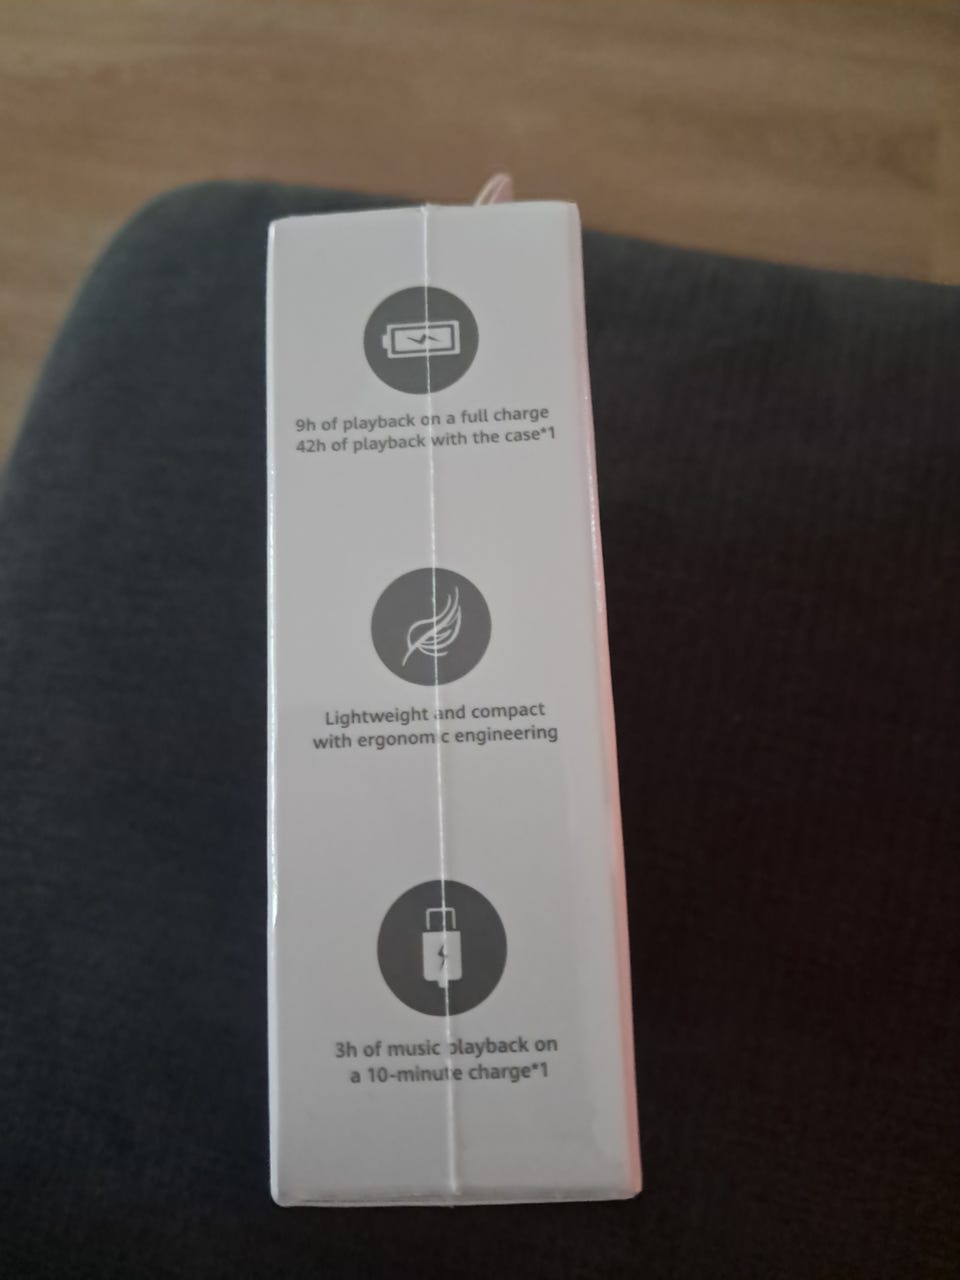 9h of playback on a full charge
42h of playback with the case*1
Lightweight and compact
with ergonomic engineering
3h of music playback on
a 10-minute charge*1